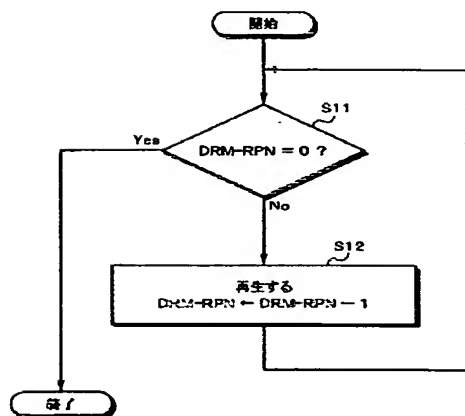 開始
S11
Yes
DRM-RPN = 0 ?
No
S12
再生する
DRM-RPN ← DRM-RPN - 1
終了